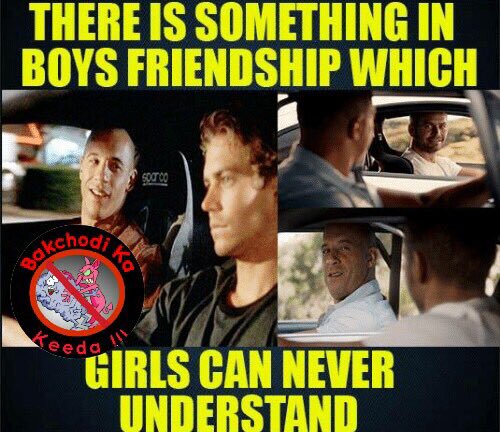 THERE IS SOMETHING IN
BOYS FRIENDSHIP WHICH
sparco
Bakchodi Ka
Keeda !!!
GIRLS CAN NEVER
UNDERSTAND